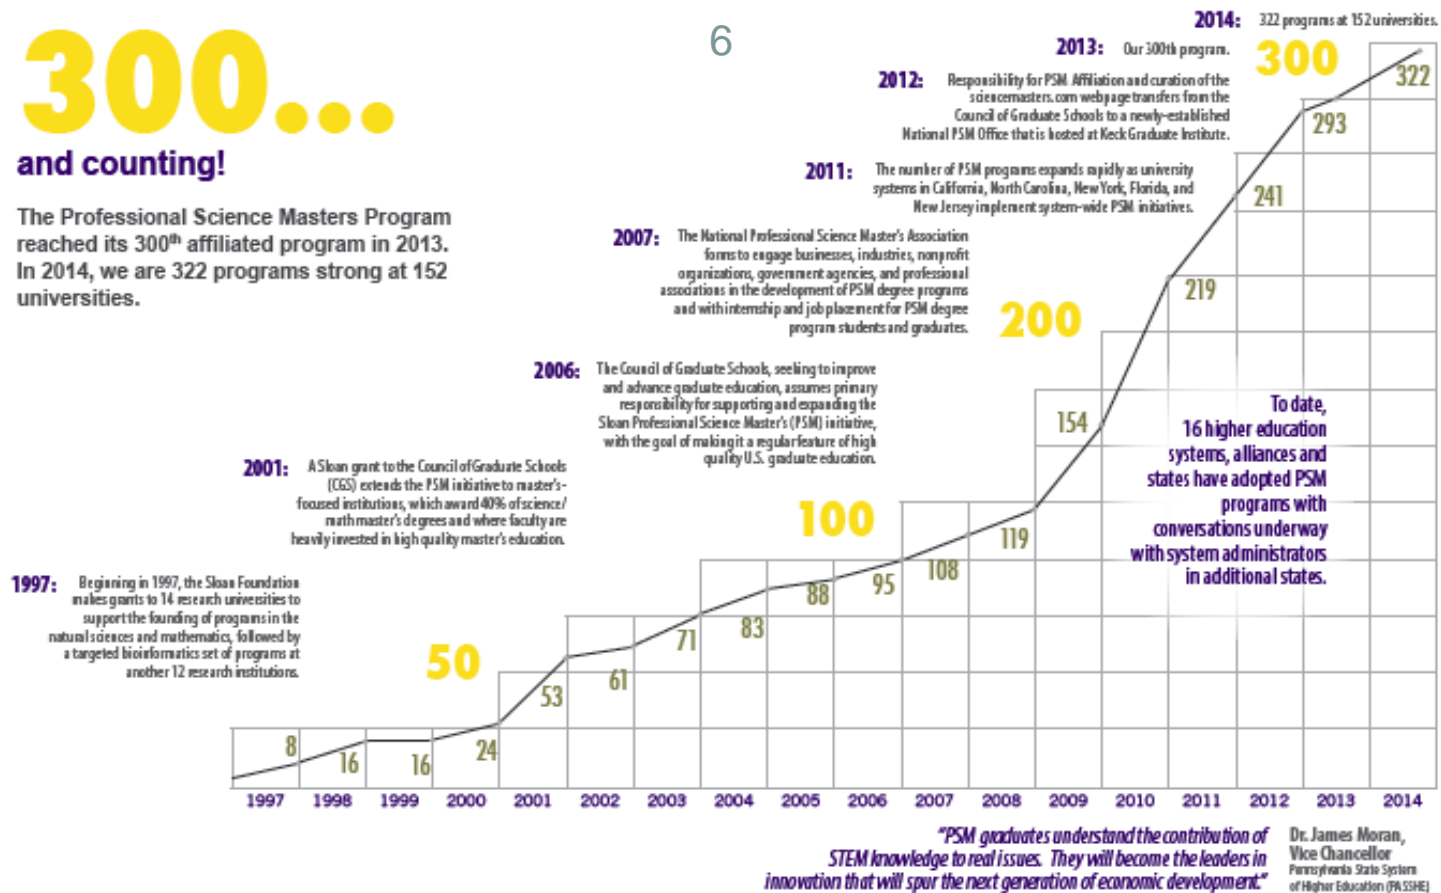 300...
and counting!
The Professional Science Masters Program
reached its 300th affiliated program in 2013.
In 2014, we are 322 programs strong at 152
universities.
6
2014: 322 programs at 152 universities.
2013: Our 300th program.
300
2012: Responsibility for PSM Affiliation and curation of the
sciencemasters.com webpage transfers from the
Council of Graduate Schools to a newly-established
National PSM Office that is hosted at Keck Graduate Institute.
2011: The number of PSM programs expands rapidly as university
systems in California, North Carolina, New York, Florida, and
New Jersey implement system-wide PSM initiatives.
2007: The National Professional Science Master's Association
forms to engage businesses, industries, nonprofit
organizations, government agencies, and professional
associations in the development of PSM degree programs
and with internship and job placement for PSM degree
program students and graduates.
200
2006: The Council of Graduate Schools, seeking to improve
and advance graduate education, assumes primary
responsibility for supporting and expanding the
Sloan Professional Science Master's (PSM) initiative,
with the goal of making it a regular feature of high
quality U.S. graduate education.
2001: A Sloan grant to the Council of Graduate Schools
(CGS) extends the PSM initiative to master's-
focused institutions, which award 40% of science/
math master's degrees and where faculty are
heavily invested in high quality master's education.
100
1997: Beginning in 1997, the Sloan Foundation
makes grants to 14 research universities to
support the founding of programs in the
natural sciences and mathematics, followed by
a targeted bioinformatics set of programs at
another 12 research institutions.
50
To date,
16 higher education
systems, alliances and
states have adopted PSM
programs with
conversations underway
with system administrators
in additional states.
8
16
16
24
53
61
71
83
88
95
108
119
154
219
241
293
322
1997 1998 1999 2000 2001 2002 2003 2004 2005 2006 2007 2008 2009 2010 2011 2012 2013 2014
"PSM graduates understand the contribution of
STEM knowledge to real issues. They will become the leaders in
innovation that will spur the next generation of economic development."
Dr. James Moran,
Vice Chancellor
Pennsylvania State System
of Higher Education (PASSHE)